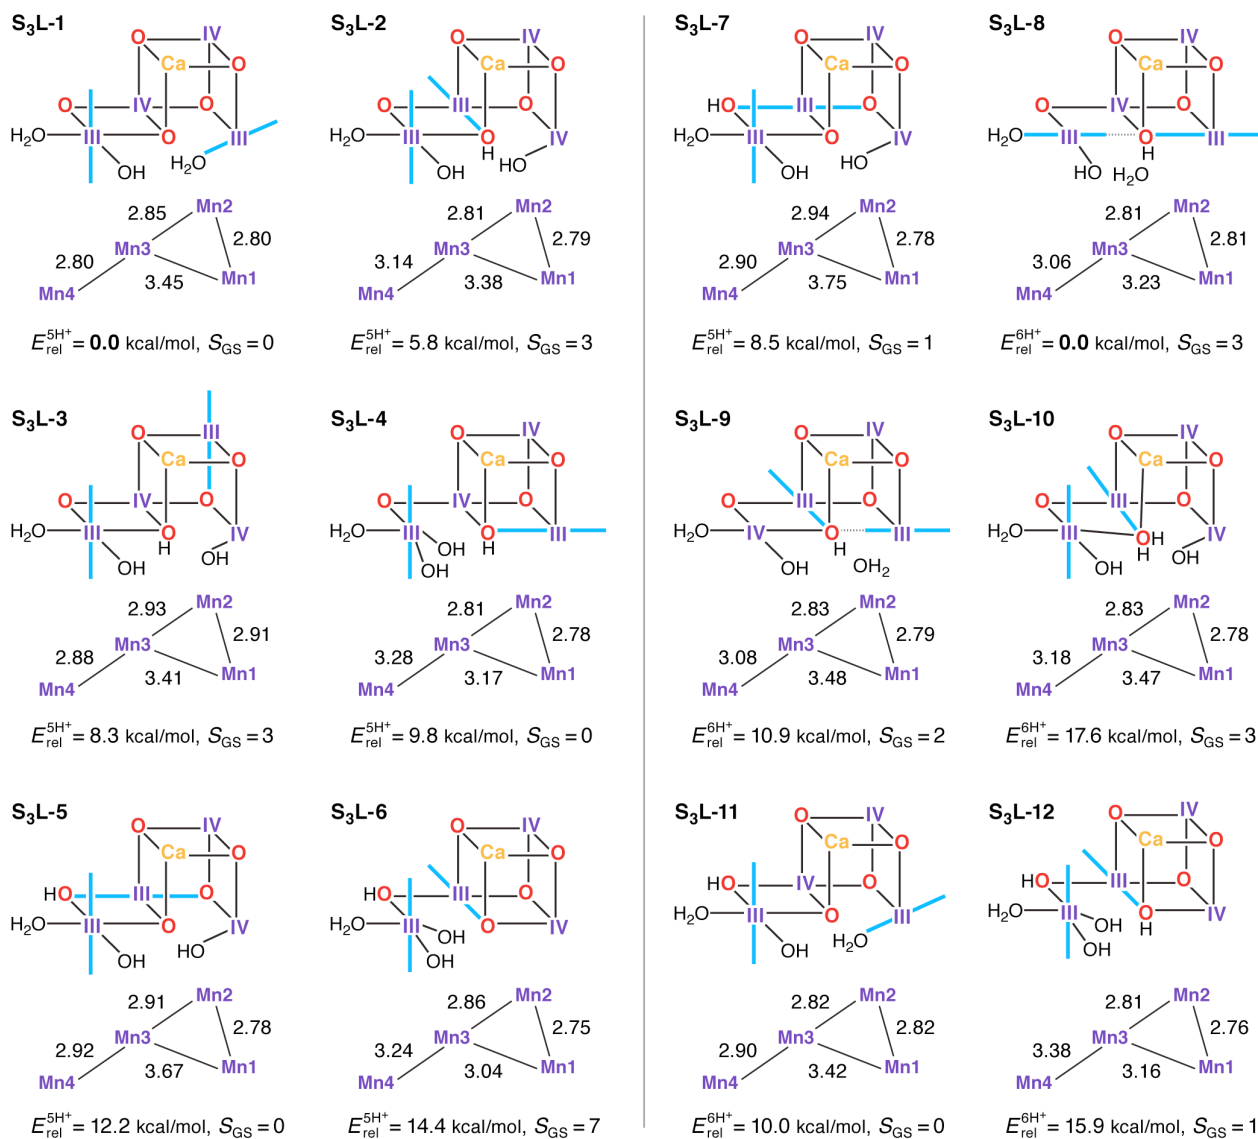 S3L-1
O IV
Ca O
O IV O
H2O III O III
OH H2O
2.85 Mn2
Mn3 2.80
2.80 3.45 Mn1
Mn4
E rel 5H+ = 0.0 kcal/mol, SGS = 0
S3L-2
O IV
Ca O
O III O
H2O III O IV
H
OH HO
2.81 Mn2
Mn3 2.79
3.14 3.38 Mn1
Mn4
E rel 5H+ = 5.8 kcal/mol, SGS = 3
S3L-7
O IV
Ca O
HO III O
H2O III O IV
OH HO
2.94 Mn2
Mn3 2.78
2.90 3.75 Mn1
Mn4
E rel 5H+ = 8.5 kcal/mol, SGS = 1
S3L-8
O IV
Ca O
O IV O
H2O III O III
H
HO H2O
2.81 Mn2
Mn3 2.81
3.06 3.23 Mn1
Mn4
E rel 6H+ = 0.0 kcal/mol, SGS = 3
S3L-3
O III
Ca O
O IV O
H2O III O IV
H
OH OH
2.93 Mn2
Mn3 2.91
2.88 3.41 Mn1
Mn4
E rel 5H+ = 8.3 kcal/mol, SGS = 3
S3L-4
O IV
Ca O
O IV O
H2O III O III
OH H
OH
2.81 Mn2
Mn3 2.78
3.28 3.17 Mn1
Mn4
E rel 5H+ = 9.8 kcal/mol, SGS = 0
S3L-9
O IV
Ca O
O III O
H2O IV O III
H
OH OH2
2.83 Mn2
Mn3 2.79
3.08 3.48 Mn1
Mn4
E rel 6H+ = 10.9 kcal/mol, SGS = 2
S3L-10
O IV
Ca O
O III O
H2O III OH IV
H
OH OH
2.83 Mn2
Mn3 2.78
3.18 3.47 Mn1
Mn4
E rel 6H+ = 17.6 kcal/mol, SGS = 3
S3L-5
O IV
Ca O
HO III O
H2O III O IV
OH HO
2.91 Mn2
Mn3 2.78
2.92 3.67 Mn1
Mn4
E rel 5H+ = 12.2 kcal/mol, SGS = 0
S3L-6
O IV
Ca O
HO III O
H2O III O IV
OH
OH
2.86 Mn2
Mn3 2.75
3.24 3.04 Mn1
Mn4
E rel 5H+ = 14.4 kcal/mol, SGS = 7
S3L-11
O IV
Ca O
HO IV O
H2O III O III
OH H2O
2.82 Mn2
Mn3 2.82
2.90 3.42 Mn1
Mn4
E rel 6H+ = 10.0 kcal/mol, SGS = 0
S3L-12
O IV
Ca O
HO III O
H2O III O IV
OH H
OH
2.81 Mn2
Mn3 2.76
3.38 3.16 Mn1
Mn4
E rel 6H+ = 15.9 kcal/mol, SGS = 1